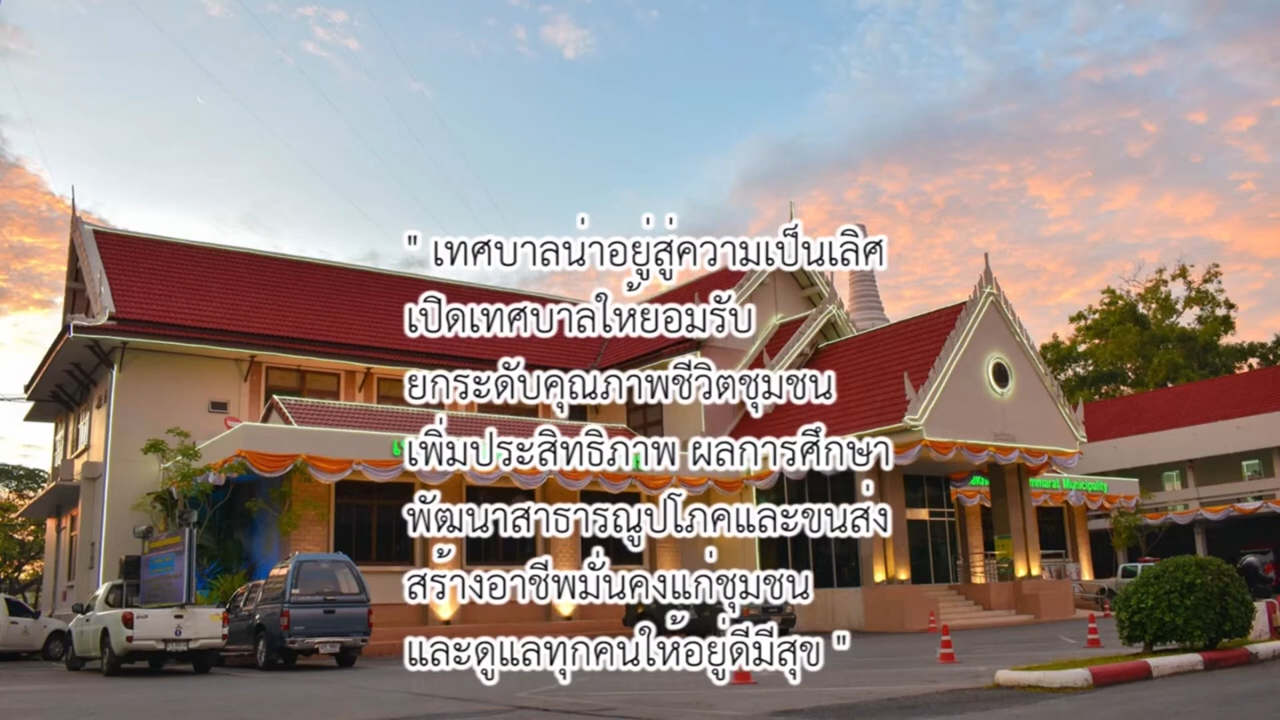 " เทศบาลน่าอยู่สู่ความเป็นเลิศ
เปิดเทศบาลให้ยอมรับ
ยกระดับคุณภาพชีวิตชุมชน
เพิ่มประสิทธิภาพ ผลการศึกษา
พัฒนาสาธารณูปโภคและขนส่ง
สร้างอาชีพมั่นคงแก่ชุมชน
และดูแลทุกคนให้อยู่ดีมีสุข "
Municipality